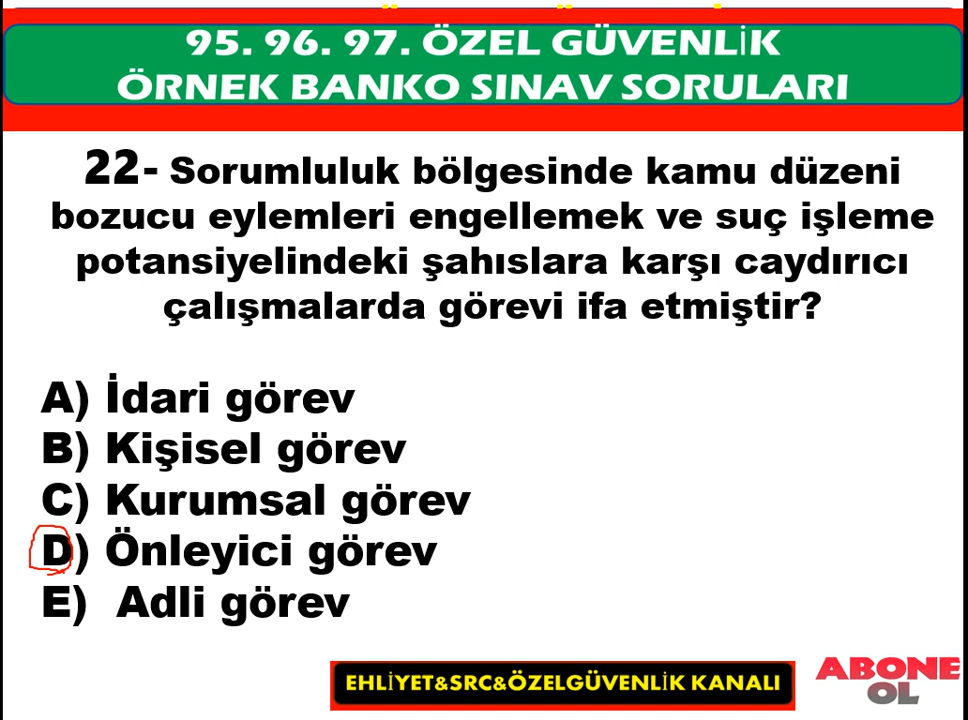 95. 96. 97. ÖZEL GÜVENLİK
ÖRNEK BANKO SINAV SORULARI
22- Sorumluluk bölgesinde kamu düzeni
bozucu eylemleri engellemek ve suç işleme
potansiyelindeki şahıslara karşı caydırıcı
çalışmalarda görevi ifa etmiştir?
A) İdari görev
B) Kişisel görev
C) Kurumsal görev
D) Önleyici görev
E) Adli görev
EHLİYET&SRC&ÖZELGÜVENLİK KANALI
ABONE
OL